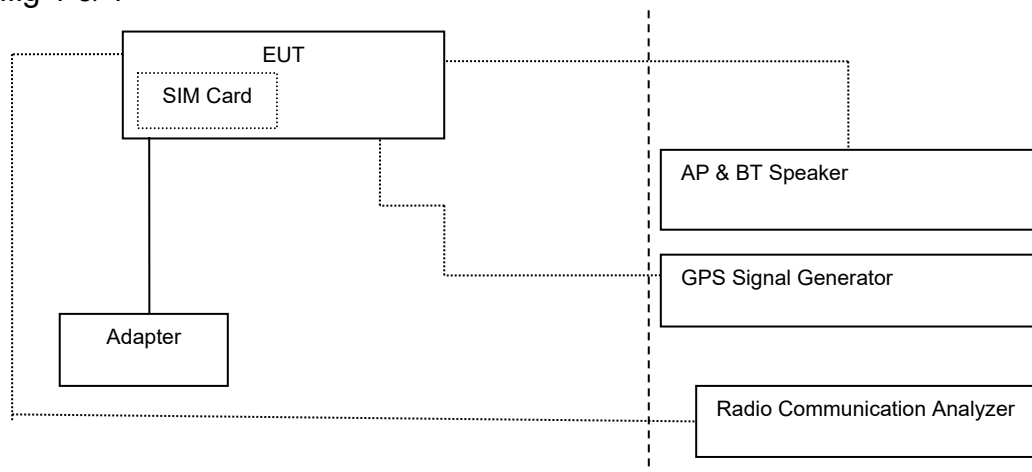 EUT
SIM Card
AP & BT Speaker
GPS Signal Generator
Adapter
Radio Communication Analyzer